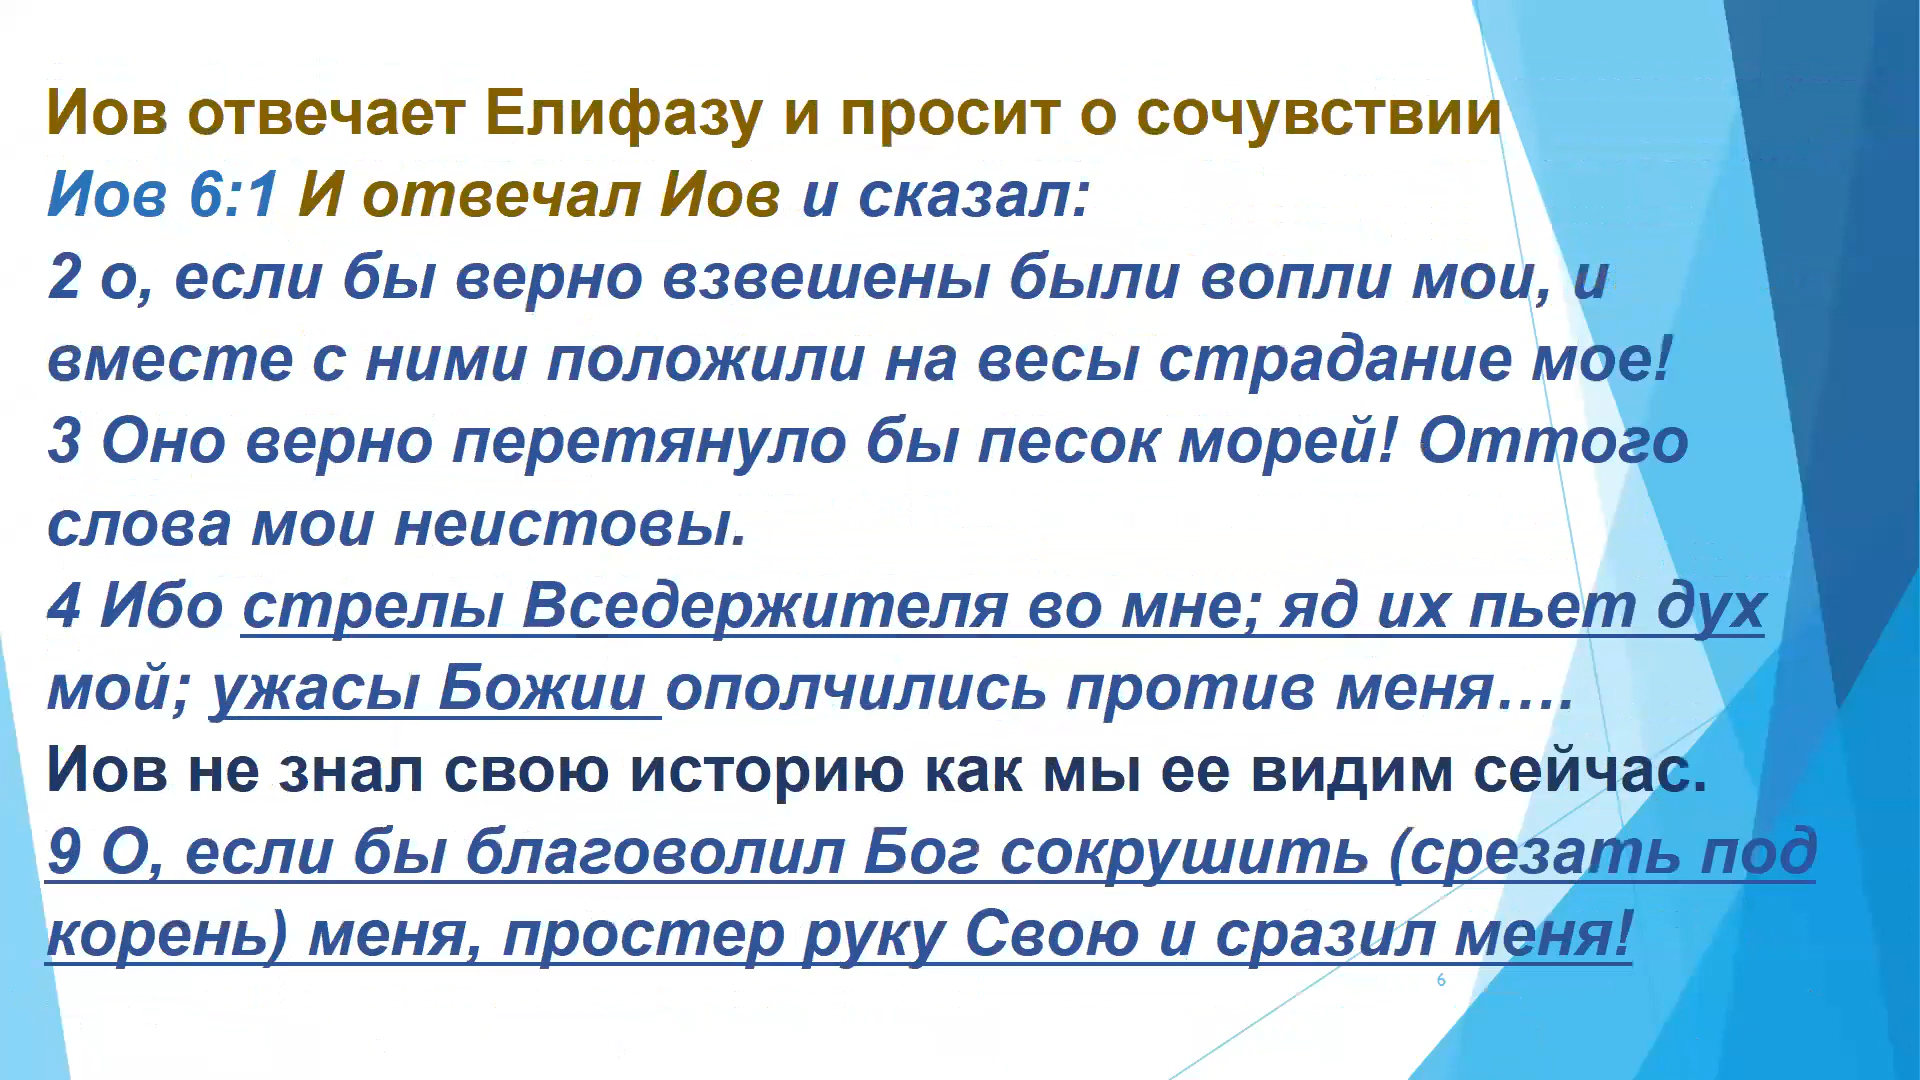 Иов отвечает Елифазу и просит о сочувствии
Иов 6:1 И отвечал Иов и сказал:
2 о, если бы верно взвешены были вопли мои, и
вместе с ними положили на весы страдание мое!
3 Оно верно перетянуло бы песок морей! Оттого
слова мои неистовы.
4 Ибо стрелы Вседержителя во мне; яд их пьет дух
мой; ужасы Божии ополчились против меня….
Иов не знал свою историю как мы ее видим сейчас.
9 О, если бы благоволил Бог сокрушить (срезать под
корень) меня, простер руку Свою и сразил меня!
6